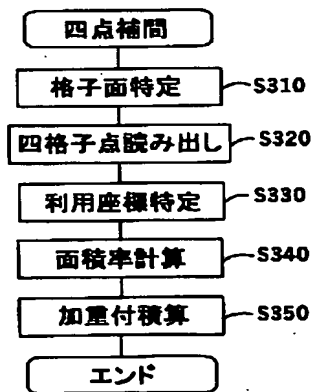 四点補間
格子面特定 S310
四格子点読み出し S320
利用座標特定 S330
面積率計算 S340
加重付積算 S350
エンド